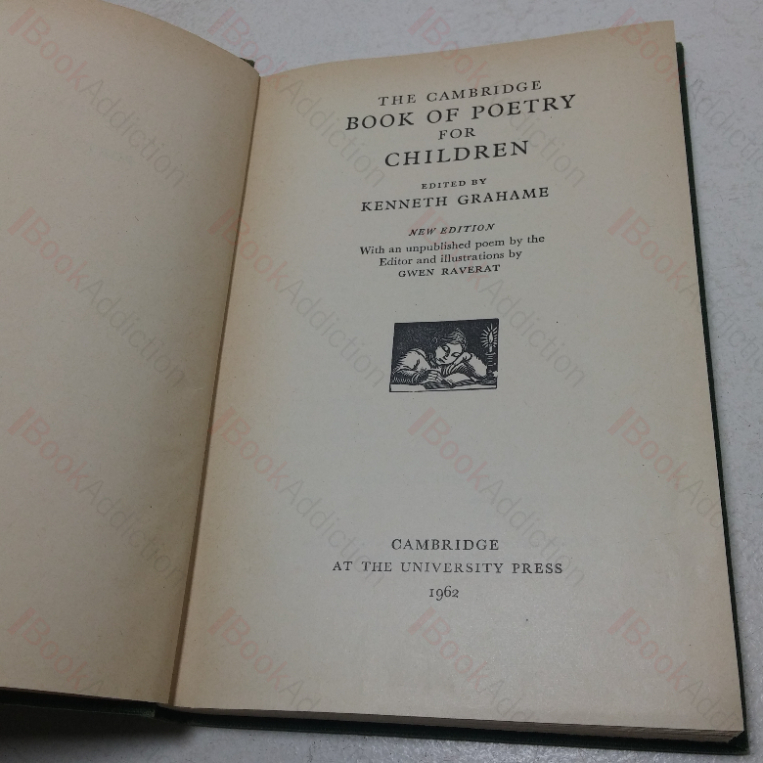 THE CAMBRIDGE
BOOK OF POETRY
FOR
CHILDREN
EDITED BY
KENNETH GRAHAME
NEW EDITION
With an unpublished poem by the
Editor and illustrations by
GWEN RAVERAT
CAMBRIDGE
AT THE UNIVERSITY PRESS
1962
BookAddiction